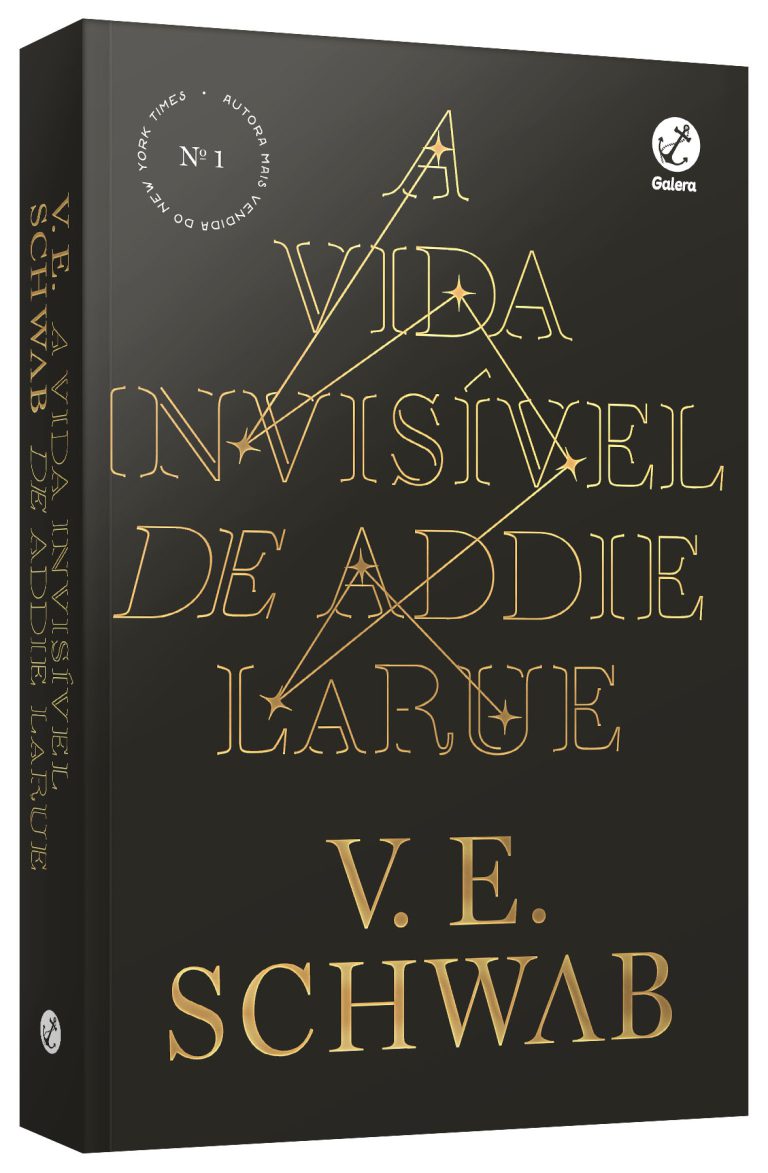 AUTORA MAIS VENDIDA DO NEW YORK TIMES •
Nº 1
Galera
A
VIDA
INVISÍVEL
DE ADDIE
LARUE
V. E.
SCHWAB
V. E.
SCHWAB
A VIDA INVISÍVEL
DE ADDIE LARUE